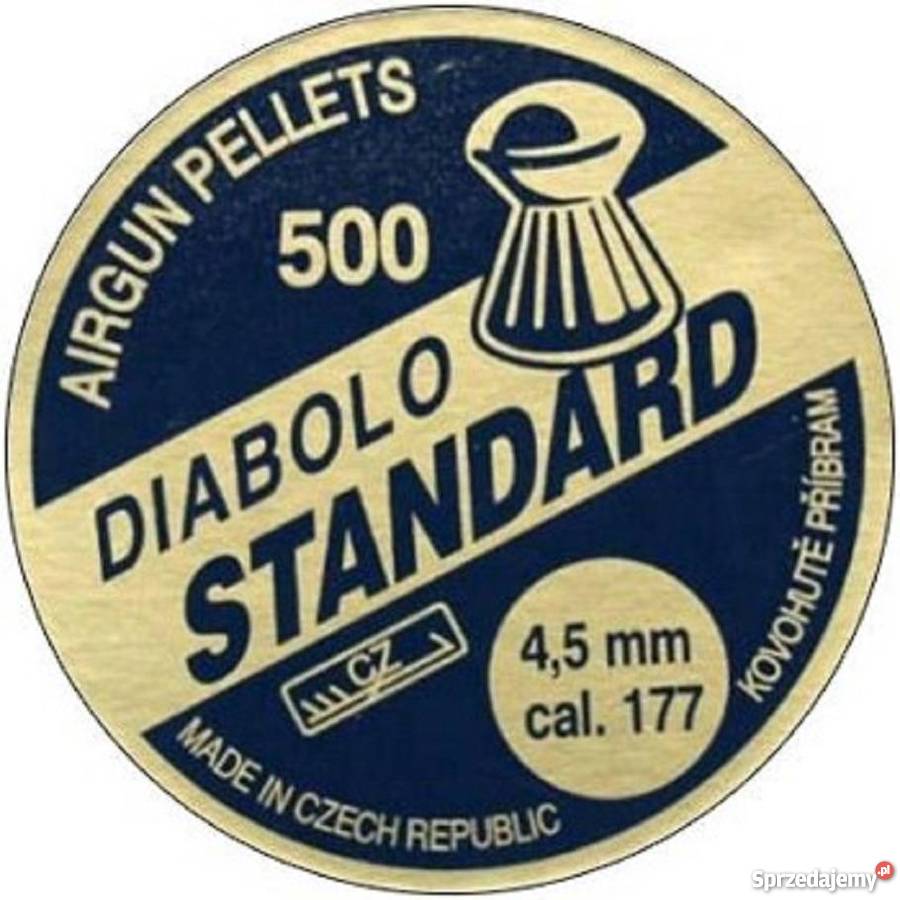 AIRGUN PELLETS
500
DIABOLO
STANDARD
CZ
4,5 mm
cal. 177
KOVOHUTĚ PŘÍBRAM
MADE IN CZECH REPUBLIC
Sprzedajemy.pl